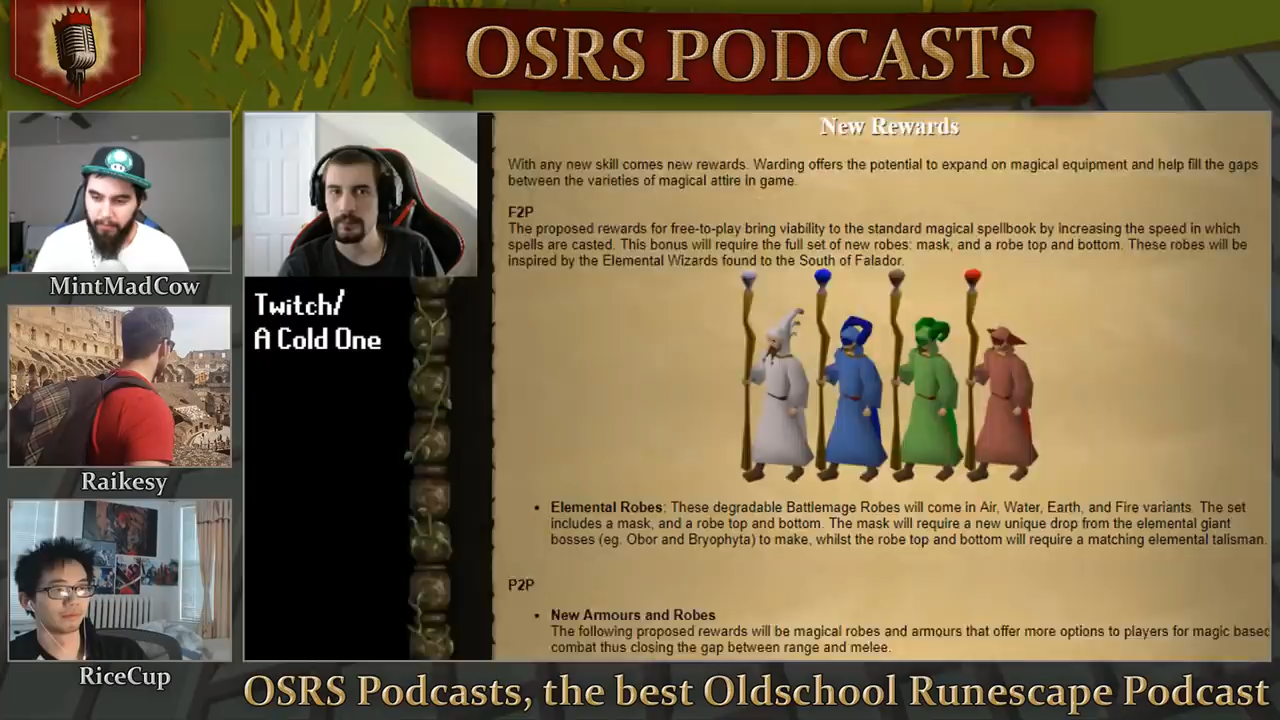 OSRS PODCASTS
MintMadCow
Raikesy
RiceCup
Twitch/
A Cold One
New Rewards
With any new skill comes new rewards. Warding offers the potential to expand on magical equipment and help fill the gaps
between the varieties of magical attire in game.
F2P
The proposed rewards for free-to-play bring viability to the standard magical spellbook by increasing the speed in which
spells are casted. This bonus will require the full set of new robes: mask, and a robe top and bottom. These robes will be
inspired by the Elemental Wizards found to the South of Falador.
• Elemental Robes: These degradable Battlemage Robes will come in Air, Water, Earth, and Fire variants. The set
includes a mask, and a robe top and bottom. The mask will require a new unique drop from the elemental giant
bosses (eg. Obor and Bryophyta) to make, whilst the robe top and bottom will require a matching elemental talisman.
P2P
• New Armours and Robes
The following proposed rewards will be magical robes and armours that offer more options to players for magic based
combat thus closing the gap between range and melee.
OSRS Podcasts, the best Oldschool Runescape Podcast